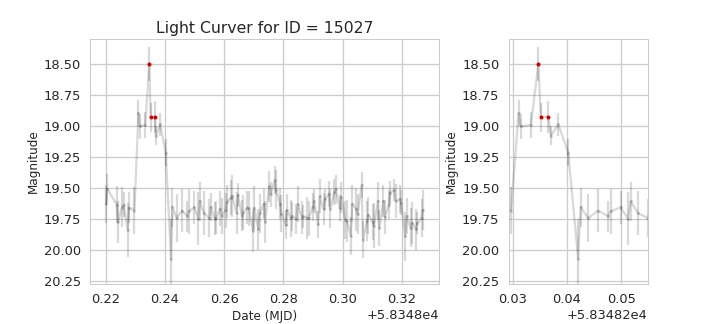 Light Curver for ID = 15027
Magnitude
18.50
18.75
19.00
19.25
19.50
19.75
20.00
20.25
0.22 0.24 0.26 0.28 0.30 0.32
Date (MJD)
+5.8348e4
Magnitude
18.50
18.75
19.00
19.25
19.50
19.75
20.00
20.25
0.03 0.04 0.05
+5.83482e4